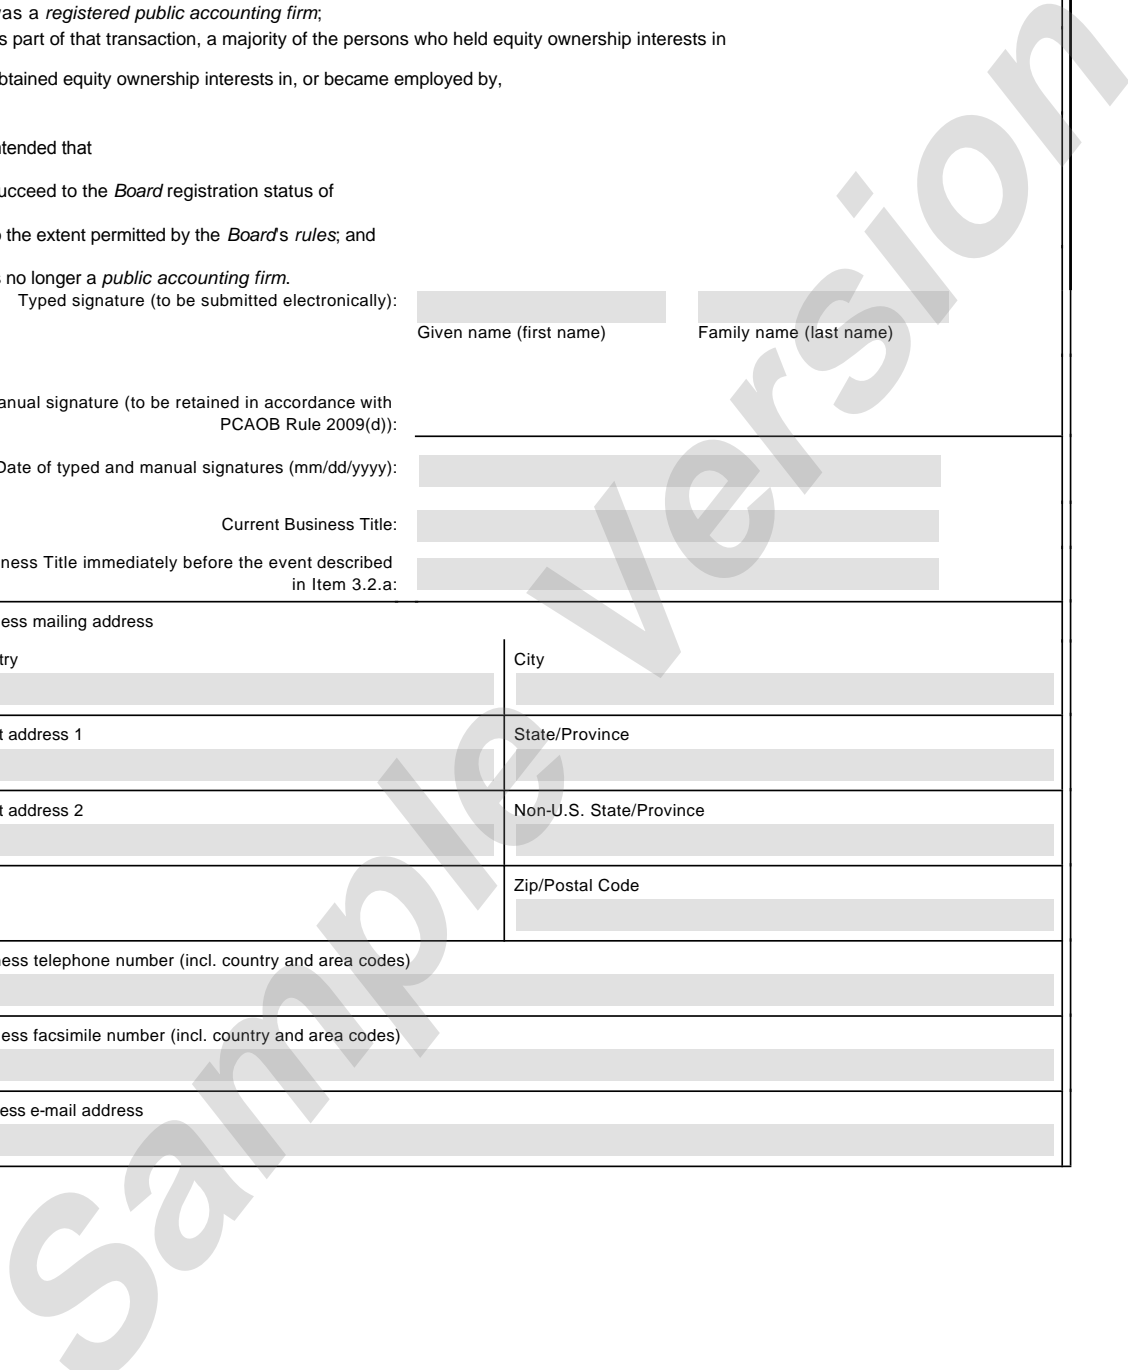 as a registered public accounting firm;
s part of that transaction, a majority of the persons who held equity ownership interests in
btained equity ownership interests in, or became employed by,
ntended that
ucceed to the Board registration status of
o the extent permitted by the Board's rules; and
s no longer a public accounting firm.
Typed signature (to be submitted electronically):
Given name (first name) Family name (last name)
anual signature (to be retained in accordance with
PCAOB Rule 2009(d)):
Date of typed and manual signatures (mm/dd/yyyy):
Current Business Title:
ness Title immediately before the event described
in Item 3.2.a:
ess mailing address
try City
t address 1 State/Province
t address 2 Non-U.S. State/Province
Zip/Postal Code
ess telephone number (incl. country and area codes)
ess facsimile number (incl. country and area codes)
ess e-mail address
Sample Version